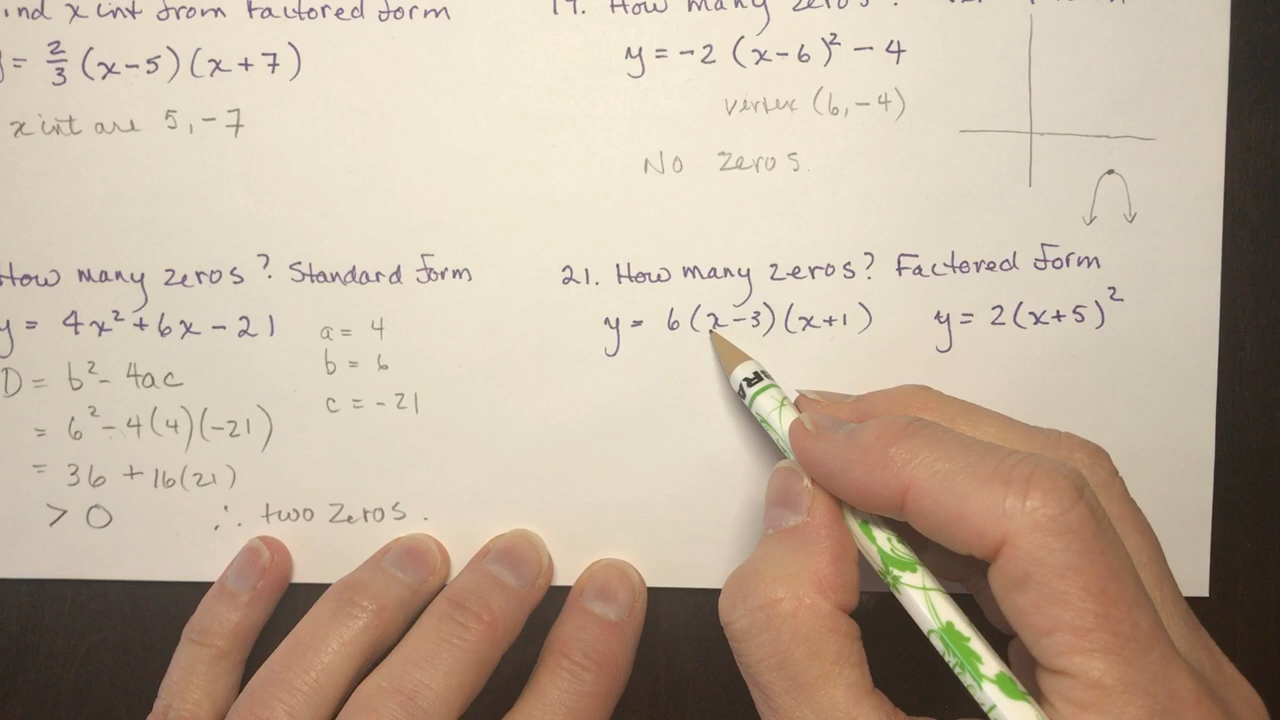 ind x int from Factored form
= 2/3 (x-5)(x+7)
x int are 5, -7
How many zeros
y = -2 (x-6)² - 4
vertex (6, -4)
No zeros
How many zeros? Standard form
y = 4x² + 6x - 21
a = 4
b = 6
c = -21
D = b² - 4ac
= 6² - 4(4)(-21)
= 36 + 16(21)
> 0 ∴ two zeros.
21. How many zeros? Factored form
y = 6(x-3)(x+1) y = 2(x+5)²